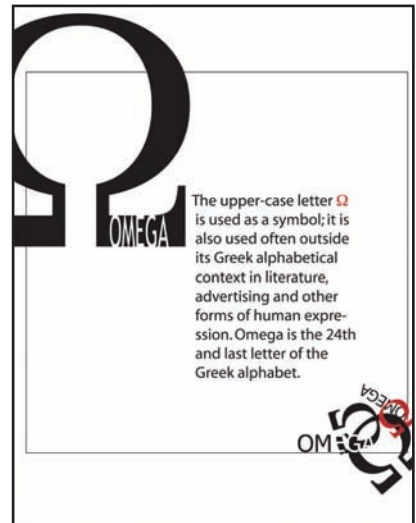 Ω
OMEGA
The upper-case letter Ω
is used as a symbol; it is
also used often outside
its Greek alphabetical
context in literature,
advertising and other
forms of human expre-
ssion. Omega is the 24th
and last letter of the
Greek alphabet.
OMEGA
OMEGA